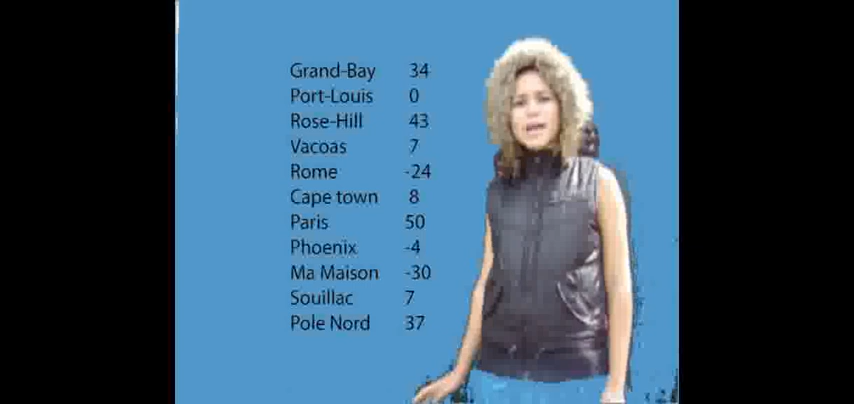 Grand-Bay 34
Port-Louis 0
Rose-Hill 43
Vacoas 7
Rome -24
Cape town 8
Paris 50
Phoenix -4
Ma Maison -30
Souillac 7
Pole Nord 37